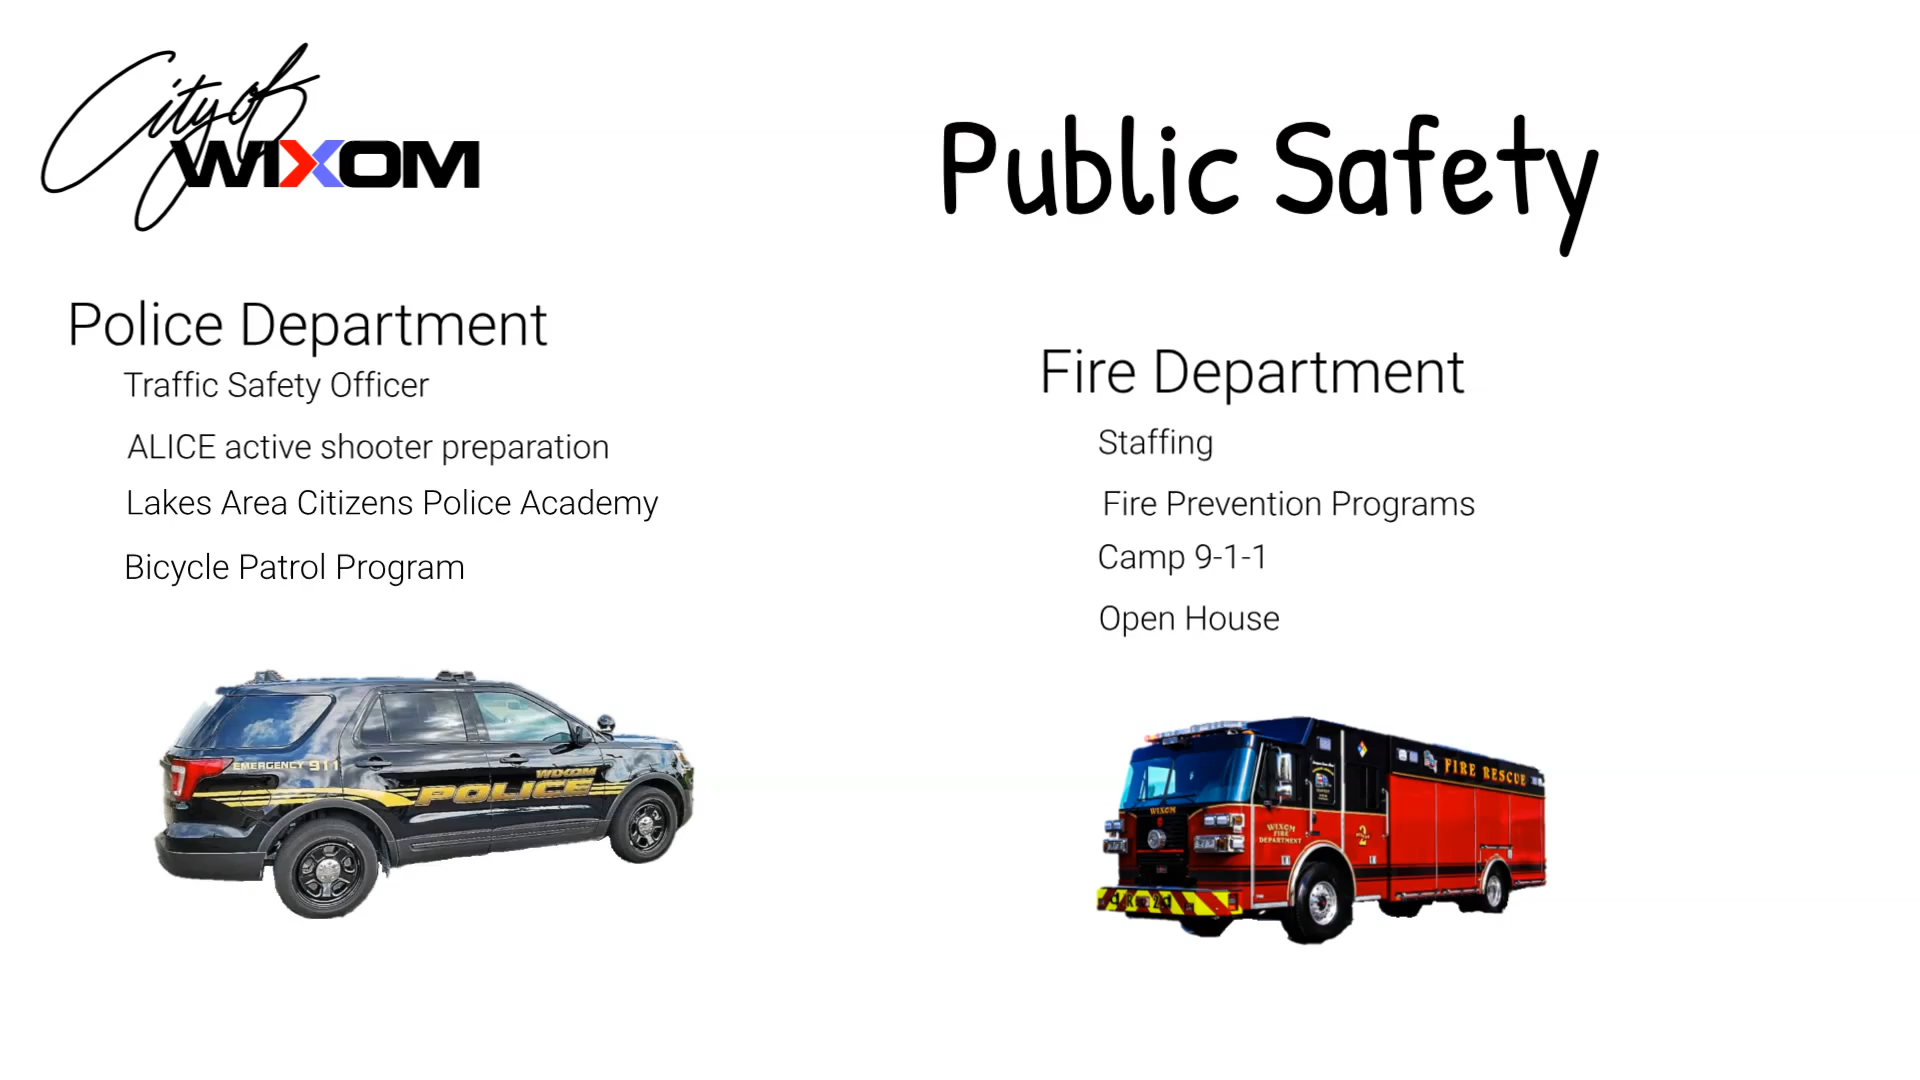 City of
WIXOM
Public Safety
Police Department
Traffic Safety Officer
ALICE active shooter preparation
Lakes Area Citizens Police Academy
Bicycle Patrol Program
Fire Department
Staffing
Fire Prevention Programs
Camp 9-1-1
Open House
EMERGENCY 911
WIXOM
POLICE
FIRE RESCUE
WIXOM
WIXOM
FIRE
DEPARTMENT
2